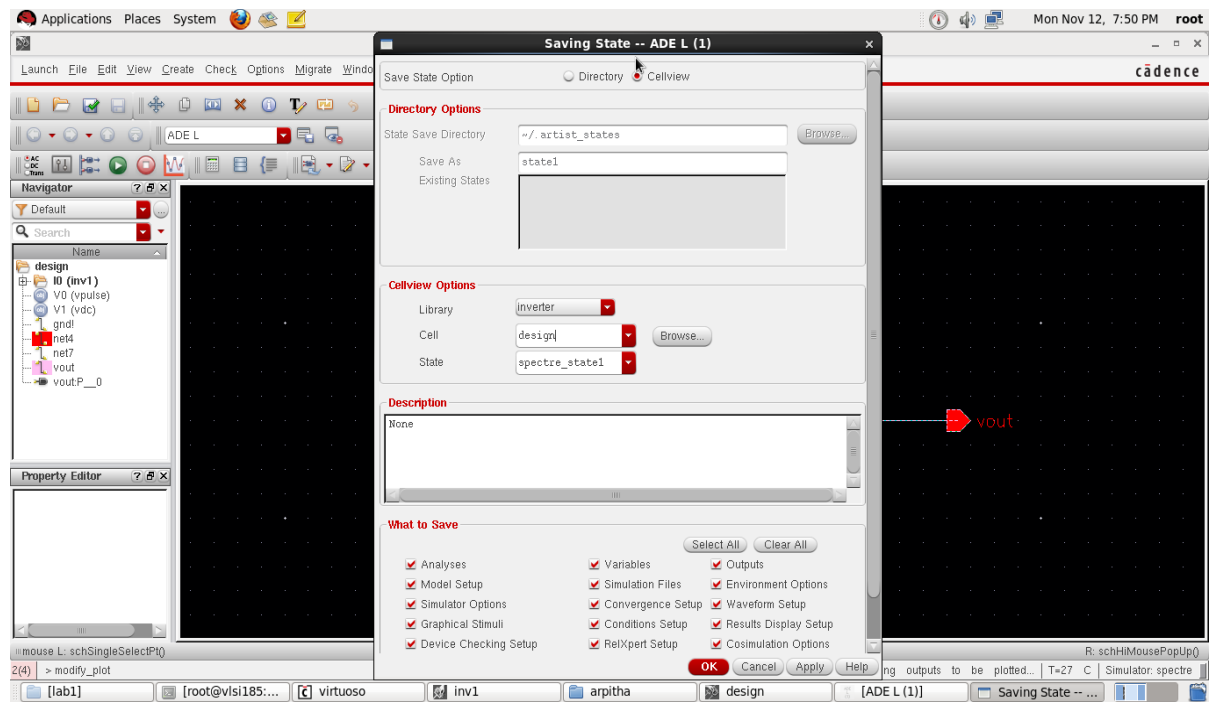 Applications Places System Mon Nov 12, 7:50 PM root
Saving State -- ADE L (1)
Launch File Edit View Create Check Options Migrate Windo
cādence
Save State Option Directory Cellview
Directory Options
State Save Directory ~/.artist_states Browse...
Save As state1
Existing States
ADE L
AC
DC
Trans
Navigator
Default
Search
Name
design
I0 (inv1)
V0 (vpulse)
V1 (vdc)
gnd!
net4
net7
vout
vout:P__0
Cellview Options
Library inverter
Cell design Browse...
State spectre_state1
Description
None
vout
Property Editor
What to Save
Select All Clear All
Analyses Variables Outputs
Model Setup Simulation Files Environment Options
Simulator Options Convergence Setup Waveform Setup
Graphical Stimuli Conditions Setup Results Display Setup
Device Checking Setup RelXpert Setup Cosimulation Options
OK Cancel Apply Help
mouse L: schSingleSelectPt() R: schHiMousePopUp()
2(4) > modify_plot ng outputs to be plotted... T=27 C Simulator: spectre
[lab1] [root@vlsi185:... virtuoso inv1 arpitha design [ADE L (1)] Saving State -- ...